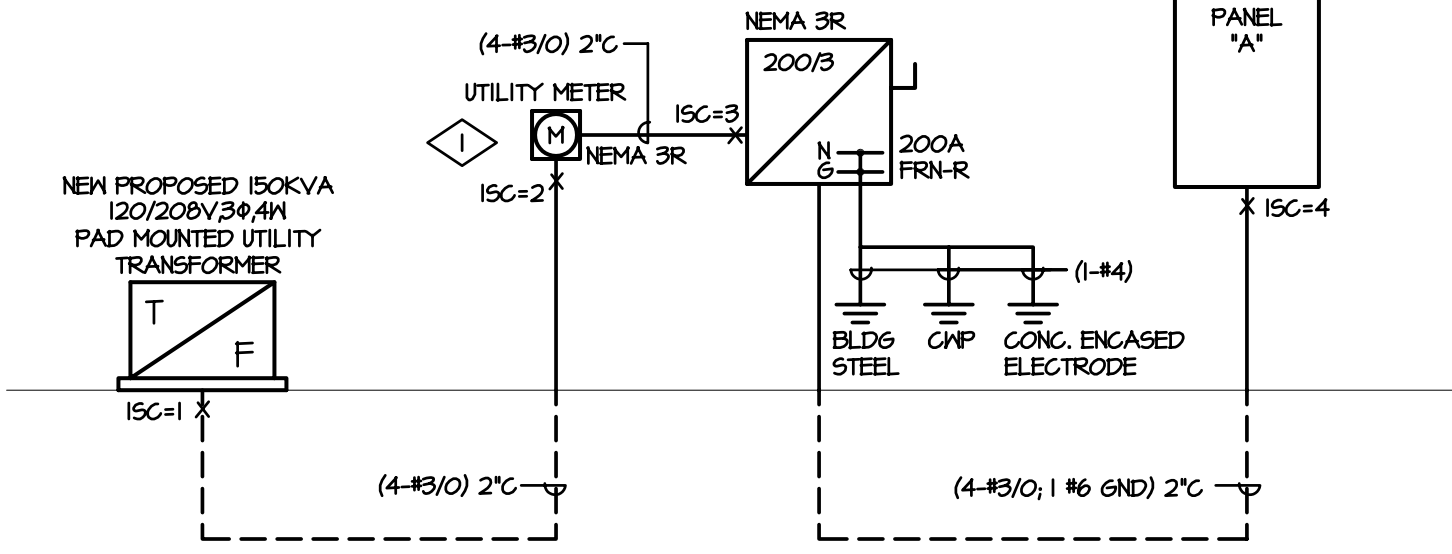 NEMA 3R
PANEL
"A"
(4-#3/0) 2"C
200/3
UTILITY METER
ISC=3
1
M
NEMA 3R
N
G
200A
FRN-R
ISC=2
NEW PROPOSED 150KVA
120/208V,3Φ,4W
PAD MOUNTED UTILITY
TRANSFORMER
ISC=4
(1-#4)
T
F
BLDG
STEEL
CWP
CONC. ENCASED
ELECTRODE
ISC=1
(4-#3/0) 2"C
(4-#3/0; 1 #6 GND) 2"C